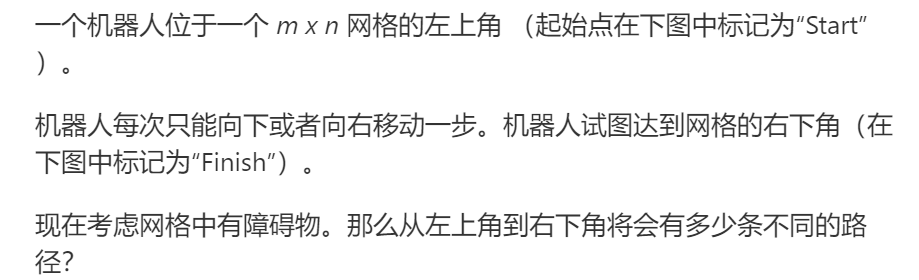 一个机器人位于一个 m x n 网格的左上角 （起始点在下图中标记为“Start”
）。
机器人每次只能向下或者向右移动一步。机器人试图达到网格的右下角（在
下图中标记为“Finish”）。
现在考虑网格中有障碍物。那么从左上角到右下角将会有多少条不同的路
径？